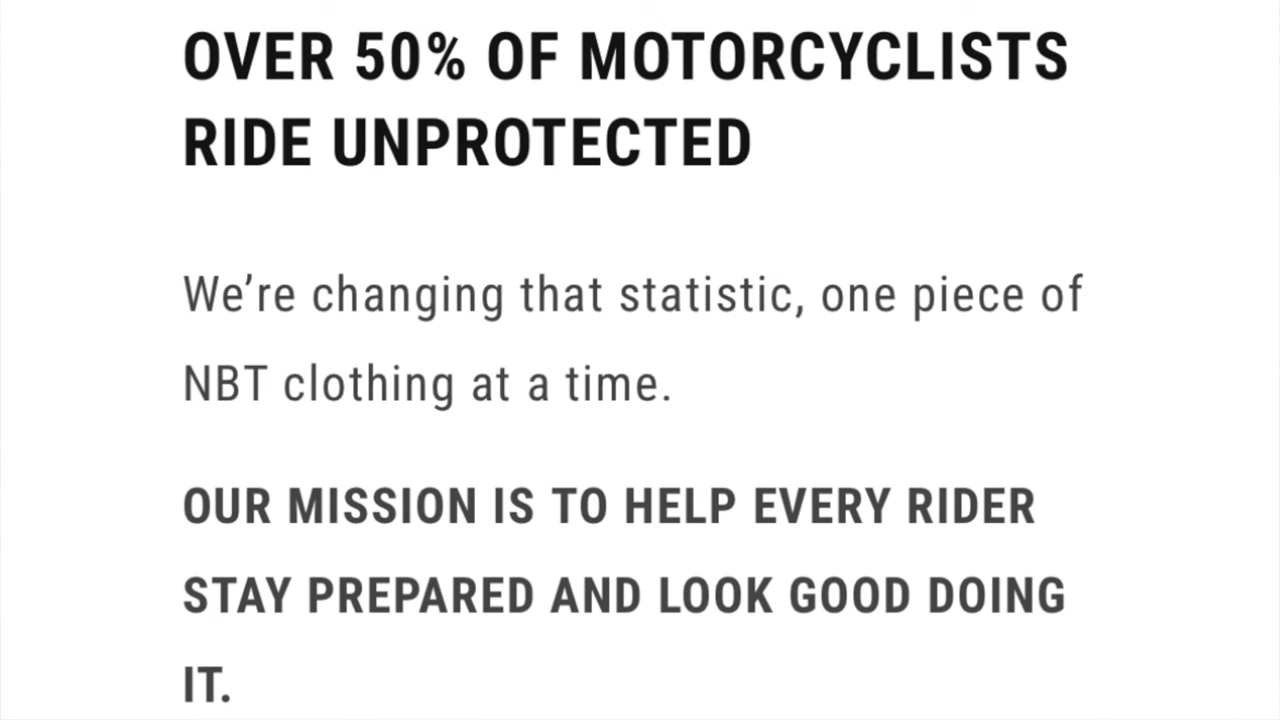 OVER 50% OF MOTORCYCLISTS
RIDE UNPROTECTED
We’re changing that statistic, one piece of
NBT clothing at a time.
OUR MISSION IS TO HELP EVERY RIDER
STAY PREPARED AND LOOK GOOD DOING
IT.